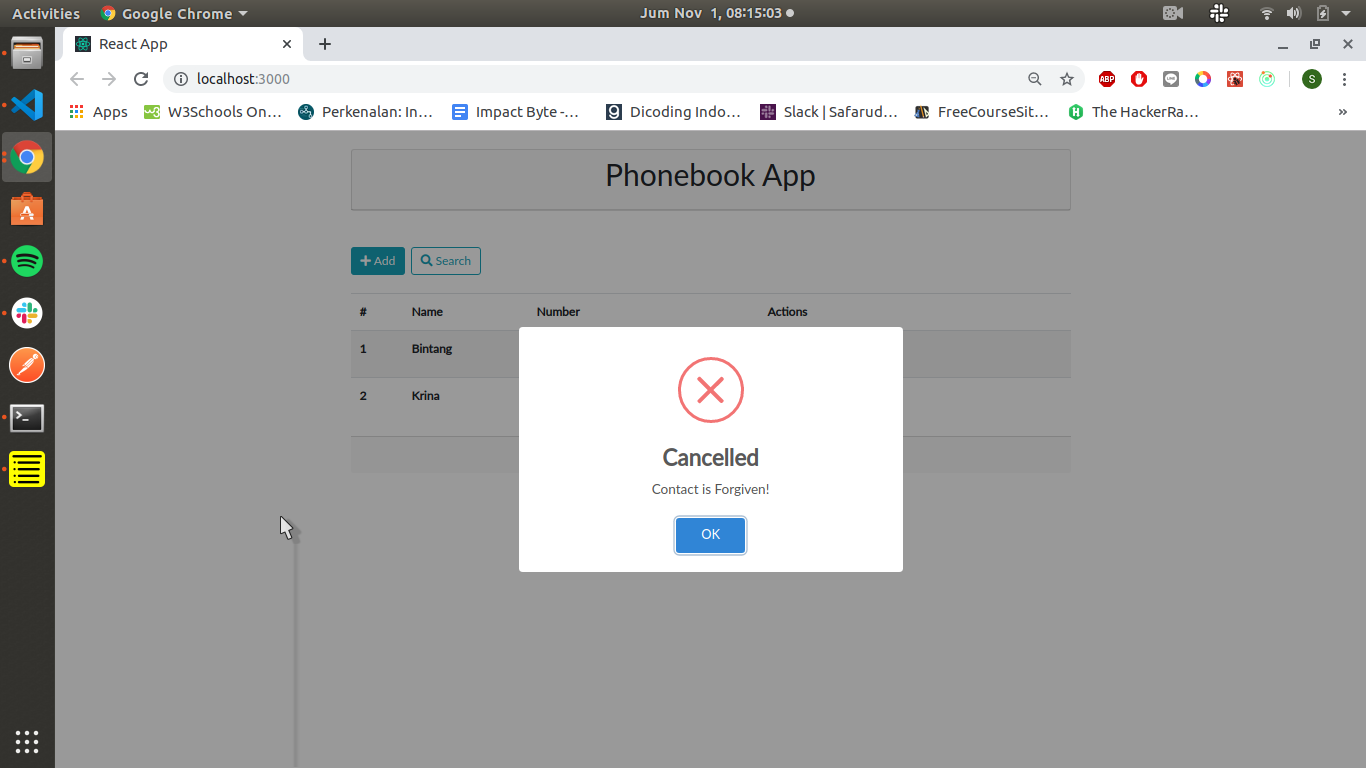 Activities Google Chrome Jum Nov 1, 08:15:03
React App
localhost:3000 ABP S
Apps W3Schools On... Perkenalan: In... Impact Byte -... Dicoding Indo... Slack | Safarud... FreeCourseSit... The HackerRa... »
Phonebook App
Add Search
# Name Number Actions
1 Bintang
2 Krina
Cancelled
Contact is Forgiven!
OK